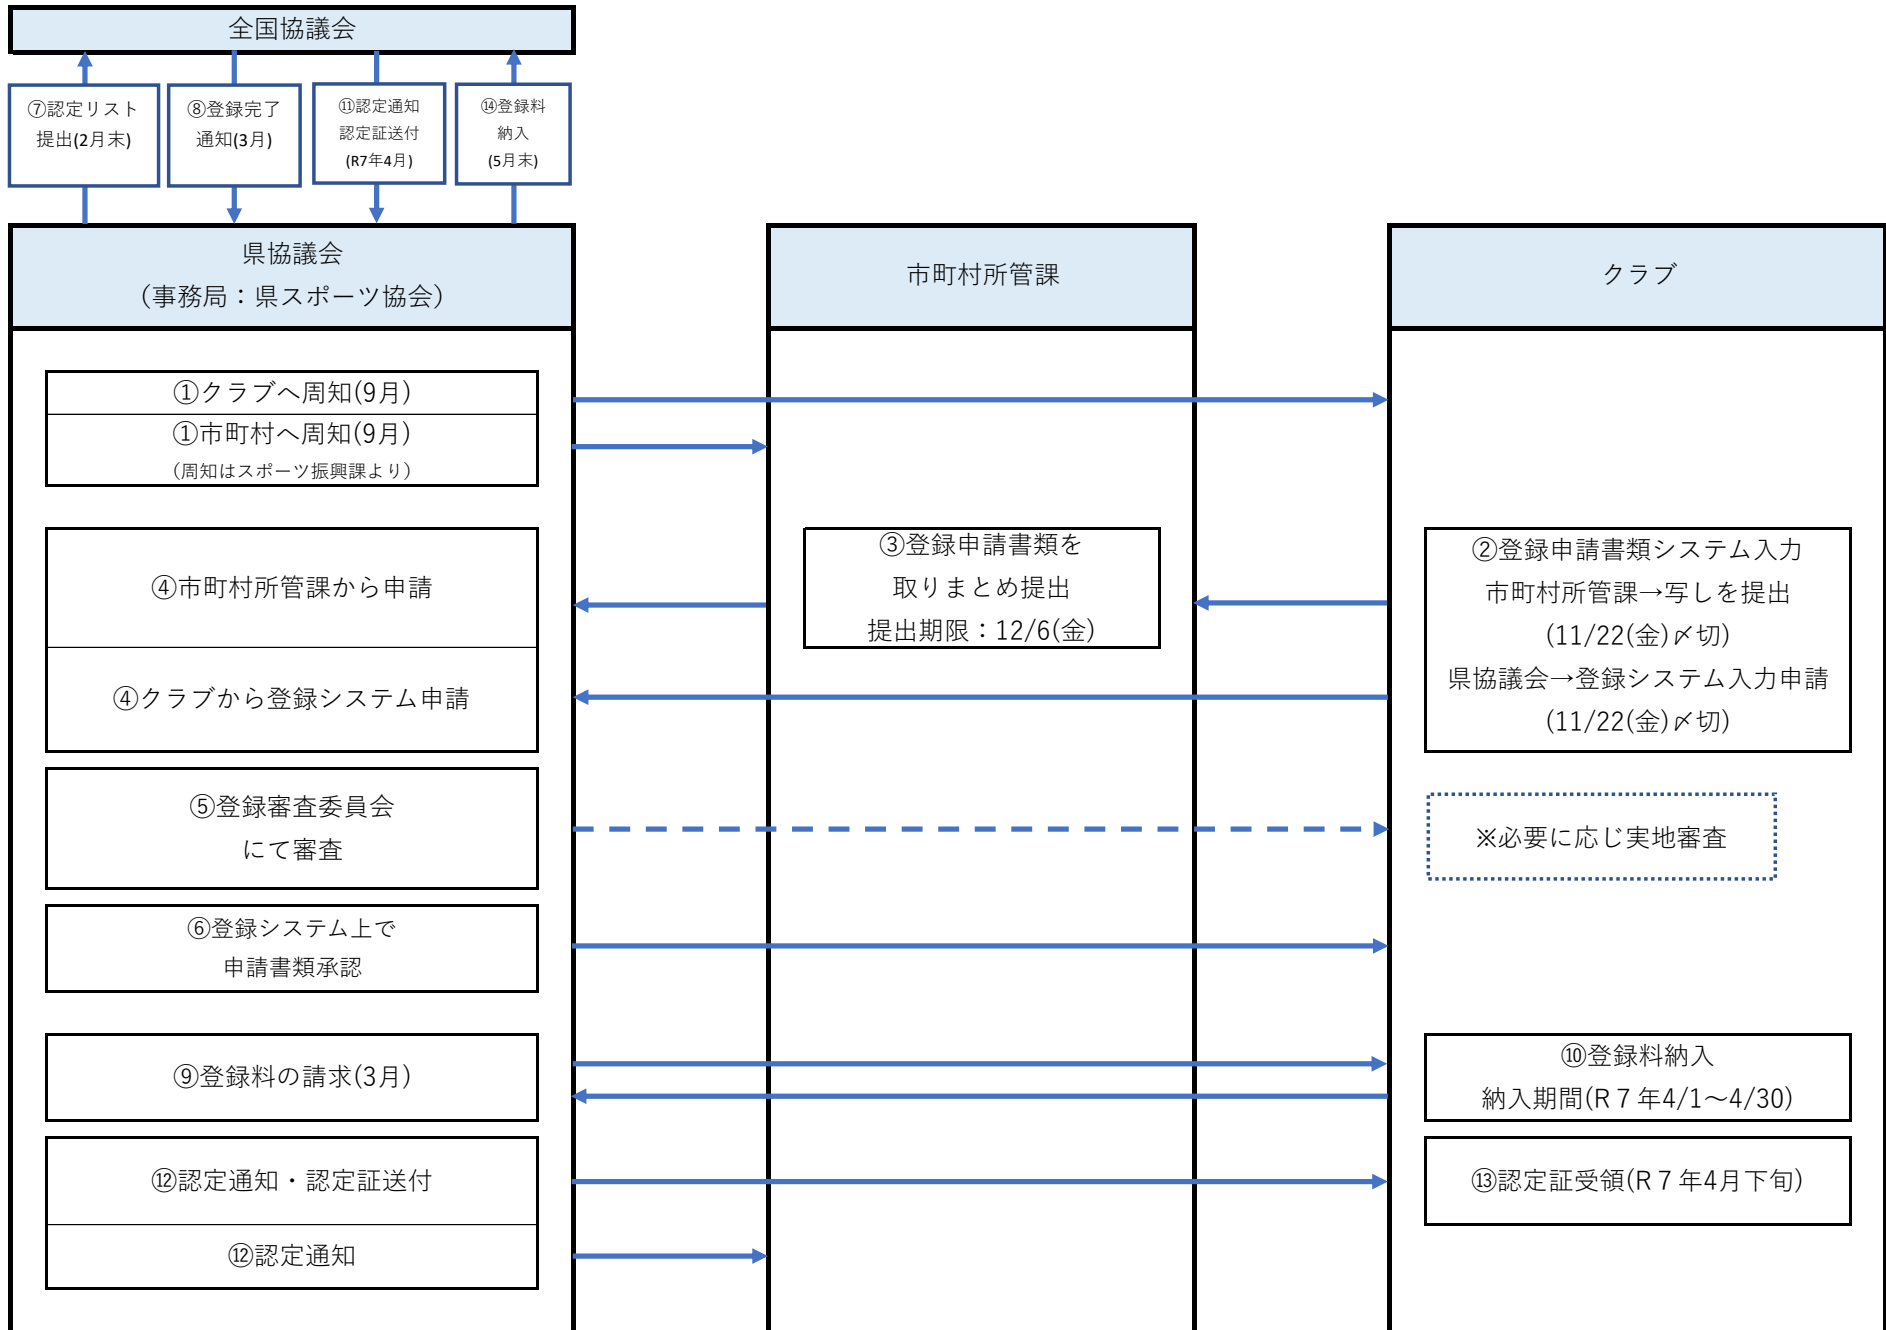 全国協議会
⑦認定リスト
提出(2月末)
⑧登録完了
通知(3月)
⑪認定通知
認定証送付
(R7年4月)
⑭登録料
納入
(5月末)
県協議会
（事務局：県スポーツ協会）
市町村所管課
クラブ
①クラブへ周知(9月)
①市町村へ周知(9月)
（周知はスポーツ振興課より）
④市町村所管課から申請
④クラブから登録システム申請
③登録申請書類を
取りまとめ提出
提出期限：12/6(金)
②登録申請書類システム入力
市町村所管課→写しを提出
(11/22(金)〆切)
県協議会→登録システム入力申請
(11/22(金)〆切)
⑤登録審査委員会
にて審査
※必要に応じ実地審査
⑥登録システム上で
申請書類承認
⑨登録料の請求(3月)
⑩登録料納入
納入期間(R７年4/1～4/30)
⑫認定通知・認定証送付
⑬認定証受領(R７年4月下旬)
⑫認定通知